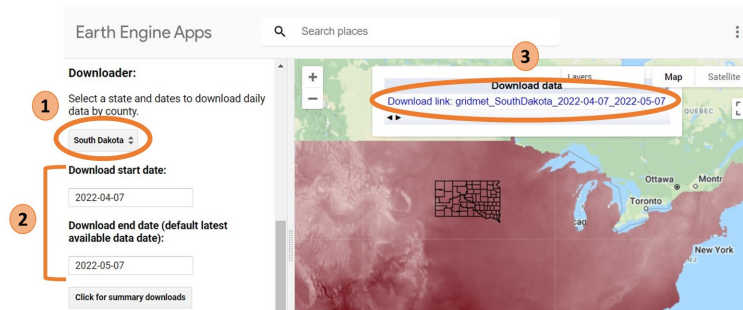 Earth Engine Apps
Search places
Downloader:
Select a state and dates to download daily
data by county.
1
South Dakota
2
Download start date:
2022-04-07
Download end date (default latest
available data date):
2022-05-07
Click for summary downloads
3
Layers
Map
Satellite
Download data
Download link: gridmet_SouthDakota_2022-04-07_2022-05-07
QUEBEC
Ottawa
Montr
Toronto
cago
New York
NJ